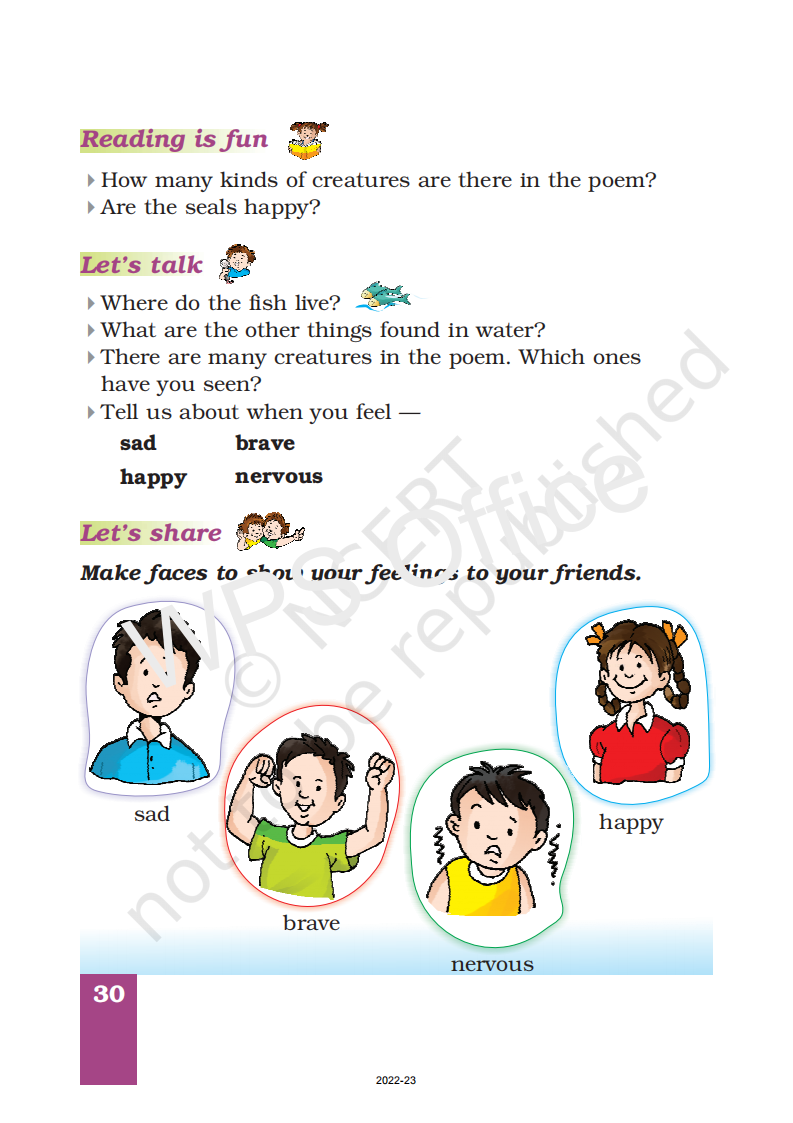 Reading is fun
How many kinds of creatures are there in the poem?
Are the seals happy?
Let's talk
Where do the fish live?
What are the other things found in water?
There are many creatures in the poem. Which ones
have you seen?
Tell us about when you feel —
sad brave
happy nervous
Let's share
Make faces to show your feelings to your friends.
sad
happy
brave
nervous
30
2022-23
© NCERT
not to be republished
WPS Office